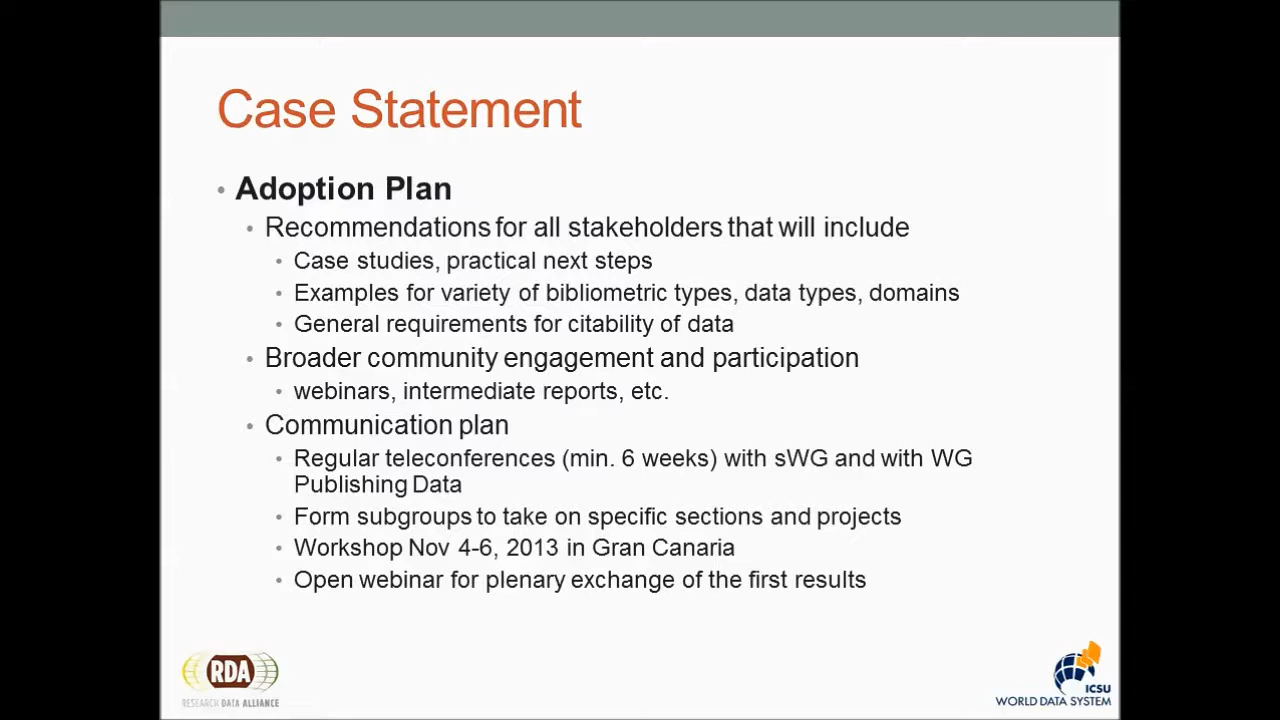 Case Statement
• Adoption Plan
• Recommendations for all stakeholders that will include
• Case studies, practical next steps
• Examples for variety of bibliometric types, data types, domains
• General requirements for citability of data
• Broader community engagement and participation
• webinars, intermediate reports, etc.
• Communication plan
• Regular teleconferences (min. 6 weeks) with sWG and with WG
Publishing Data
• Form subgroups to take on specific sections and projects
• Workshop Nov 4-6, 2013 in Gran Canaria
• Open webinar for plenary exchange of the first results
RDA
RESEARCH DATA ALLIANCE
ICSU
WORLD DATA SYSTEM